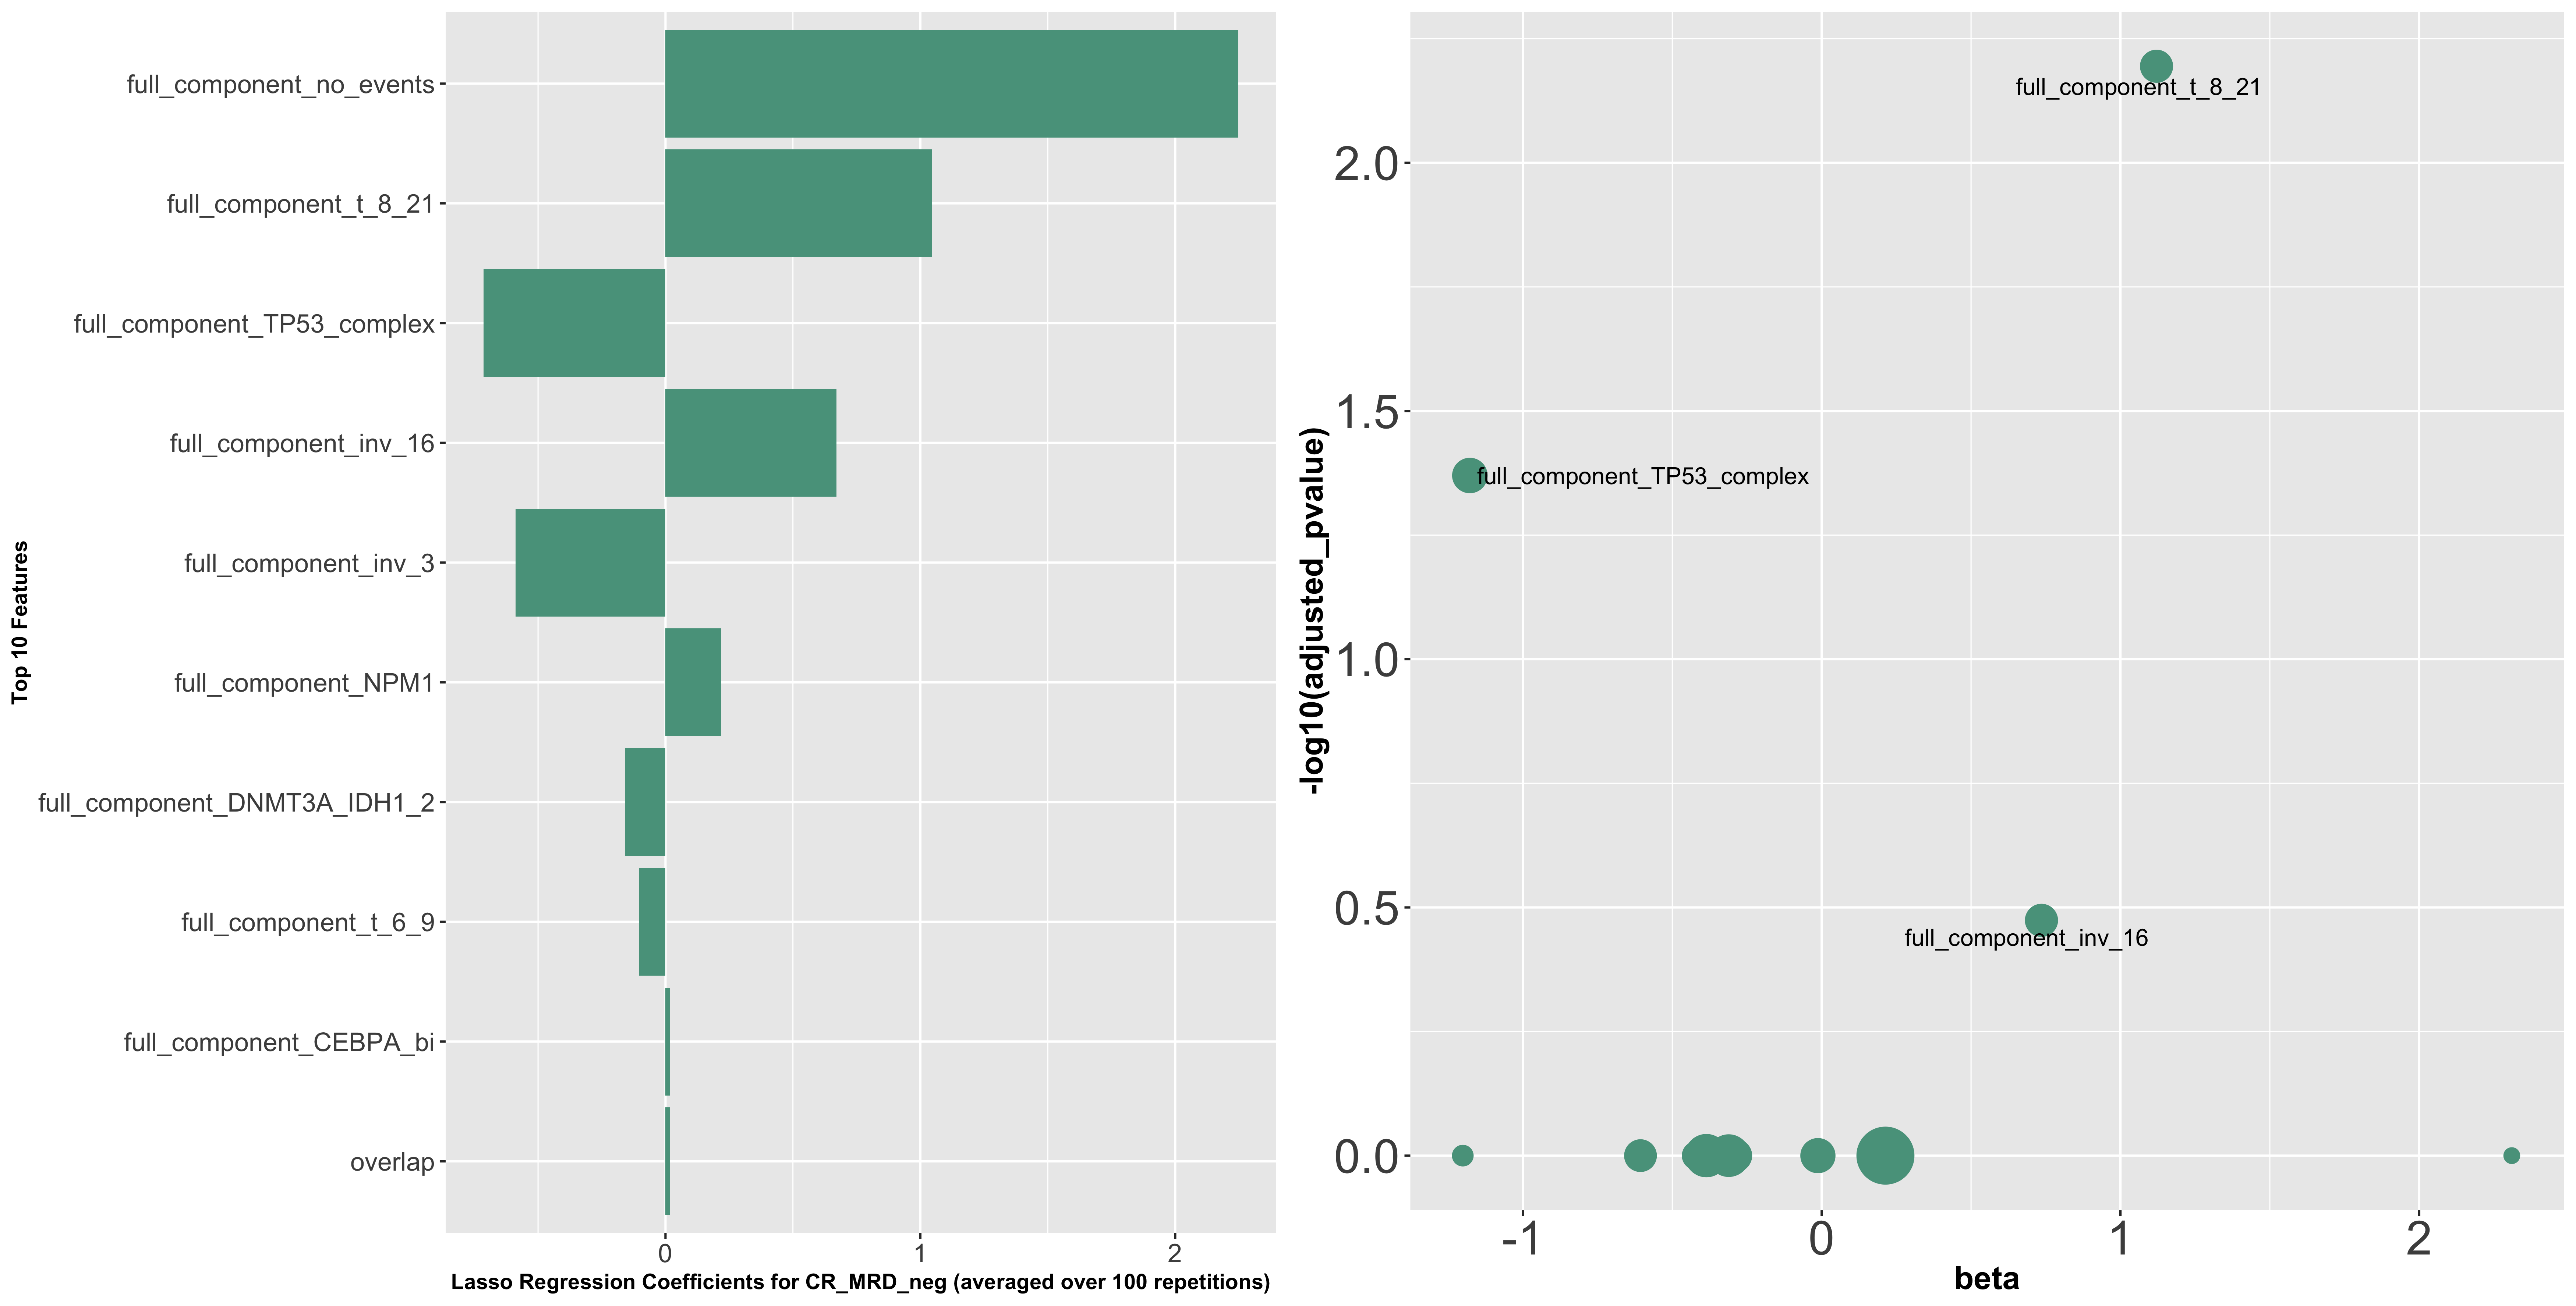 Top 10 Features
full_component_no_events
full_component_t_8_21
full_component_TP53_complex
full_component_inv_16
full_component_inv_3
full_component_NPM1
full_component_DNMT3A_IDH1_2
full_component_t_6_9
full_component_CEBPA_bi
overlap
0 1 2
Lasso Regression Coefficients for CR_MRD_neg (averaged over 100 repetitions)
-log10(adjusted_pvalue)
2.0
1.5
1.0
0.5
0.0
full_component_t_8_21
full_component_TP53_complex
full_component_inv_16
-1 0 1 2
beta